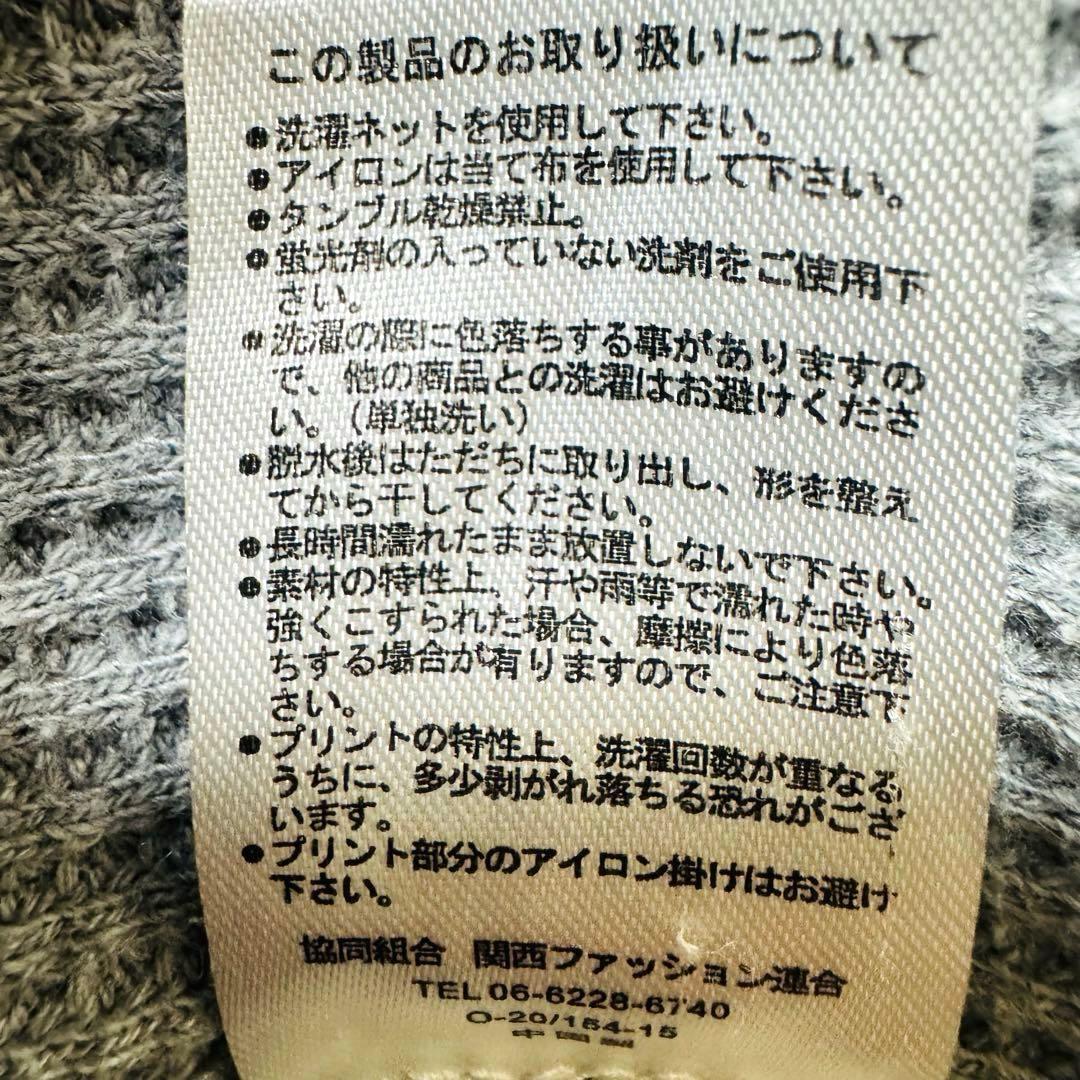 この製品のお取り扱いについて
●洗濯ネットを使用して下さい。
●アイロンは当て布を使用して下さい。
●タンブル乾燥禁止。
●蛍光剤の入っていない洗剤をご使用下
さい。
●洗濯の際に色落ちする事がありますの
で、他の商品との洗濯はお避けくださ
い。（単独洗い）
●脱水後はただちに取り出し、形を整え
てから干してください。
●長時間濡れたまま放置しないで下さい。
●素材の特性上、汗や雨等で濡れた時や
強くこすられた場合、摩擦により色落
ちする場合が有りますので、ご注意下
さい。
●プリントの特性上、洗濯回数が重なる
うちに、多少剥がれ落ちる恐れがござ
います。
●プリント部分のアイロン掛けはお避け
下さい。
協同組合 関西ファッション連合
TEL 06-6228-6740
O-20/154-15
中国製